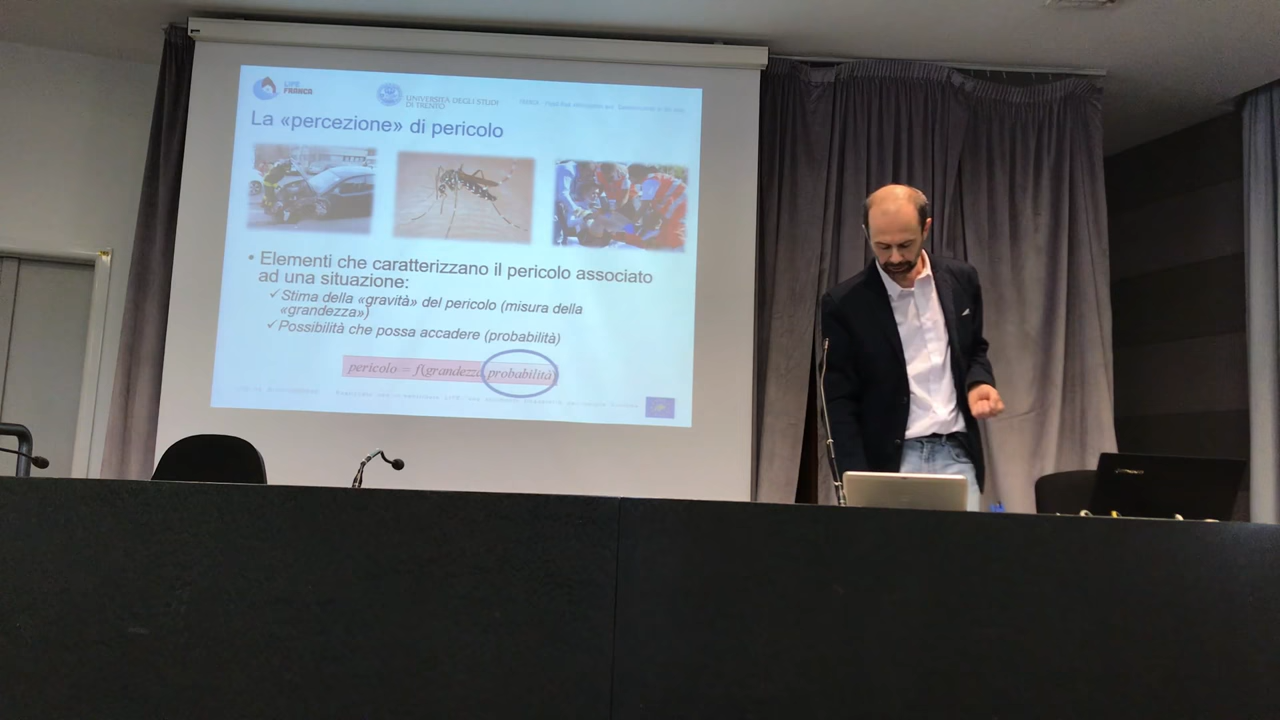 LIFE
FRANCA
UNIVERSITÀ DEGLI STUDI
DI TRENTO
La «percezione» di pericolo
• Elementi che caratterizzano il pericolo associato
ad una situazione:
✓Stima della «gravità» del pericolo (misura della
«grandezza»)
✓Possibilità che possa accadere (probabilità)
pericolo = f(grandezza, probabilità)